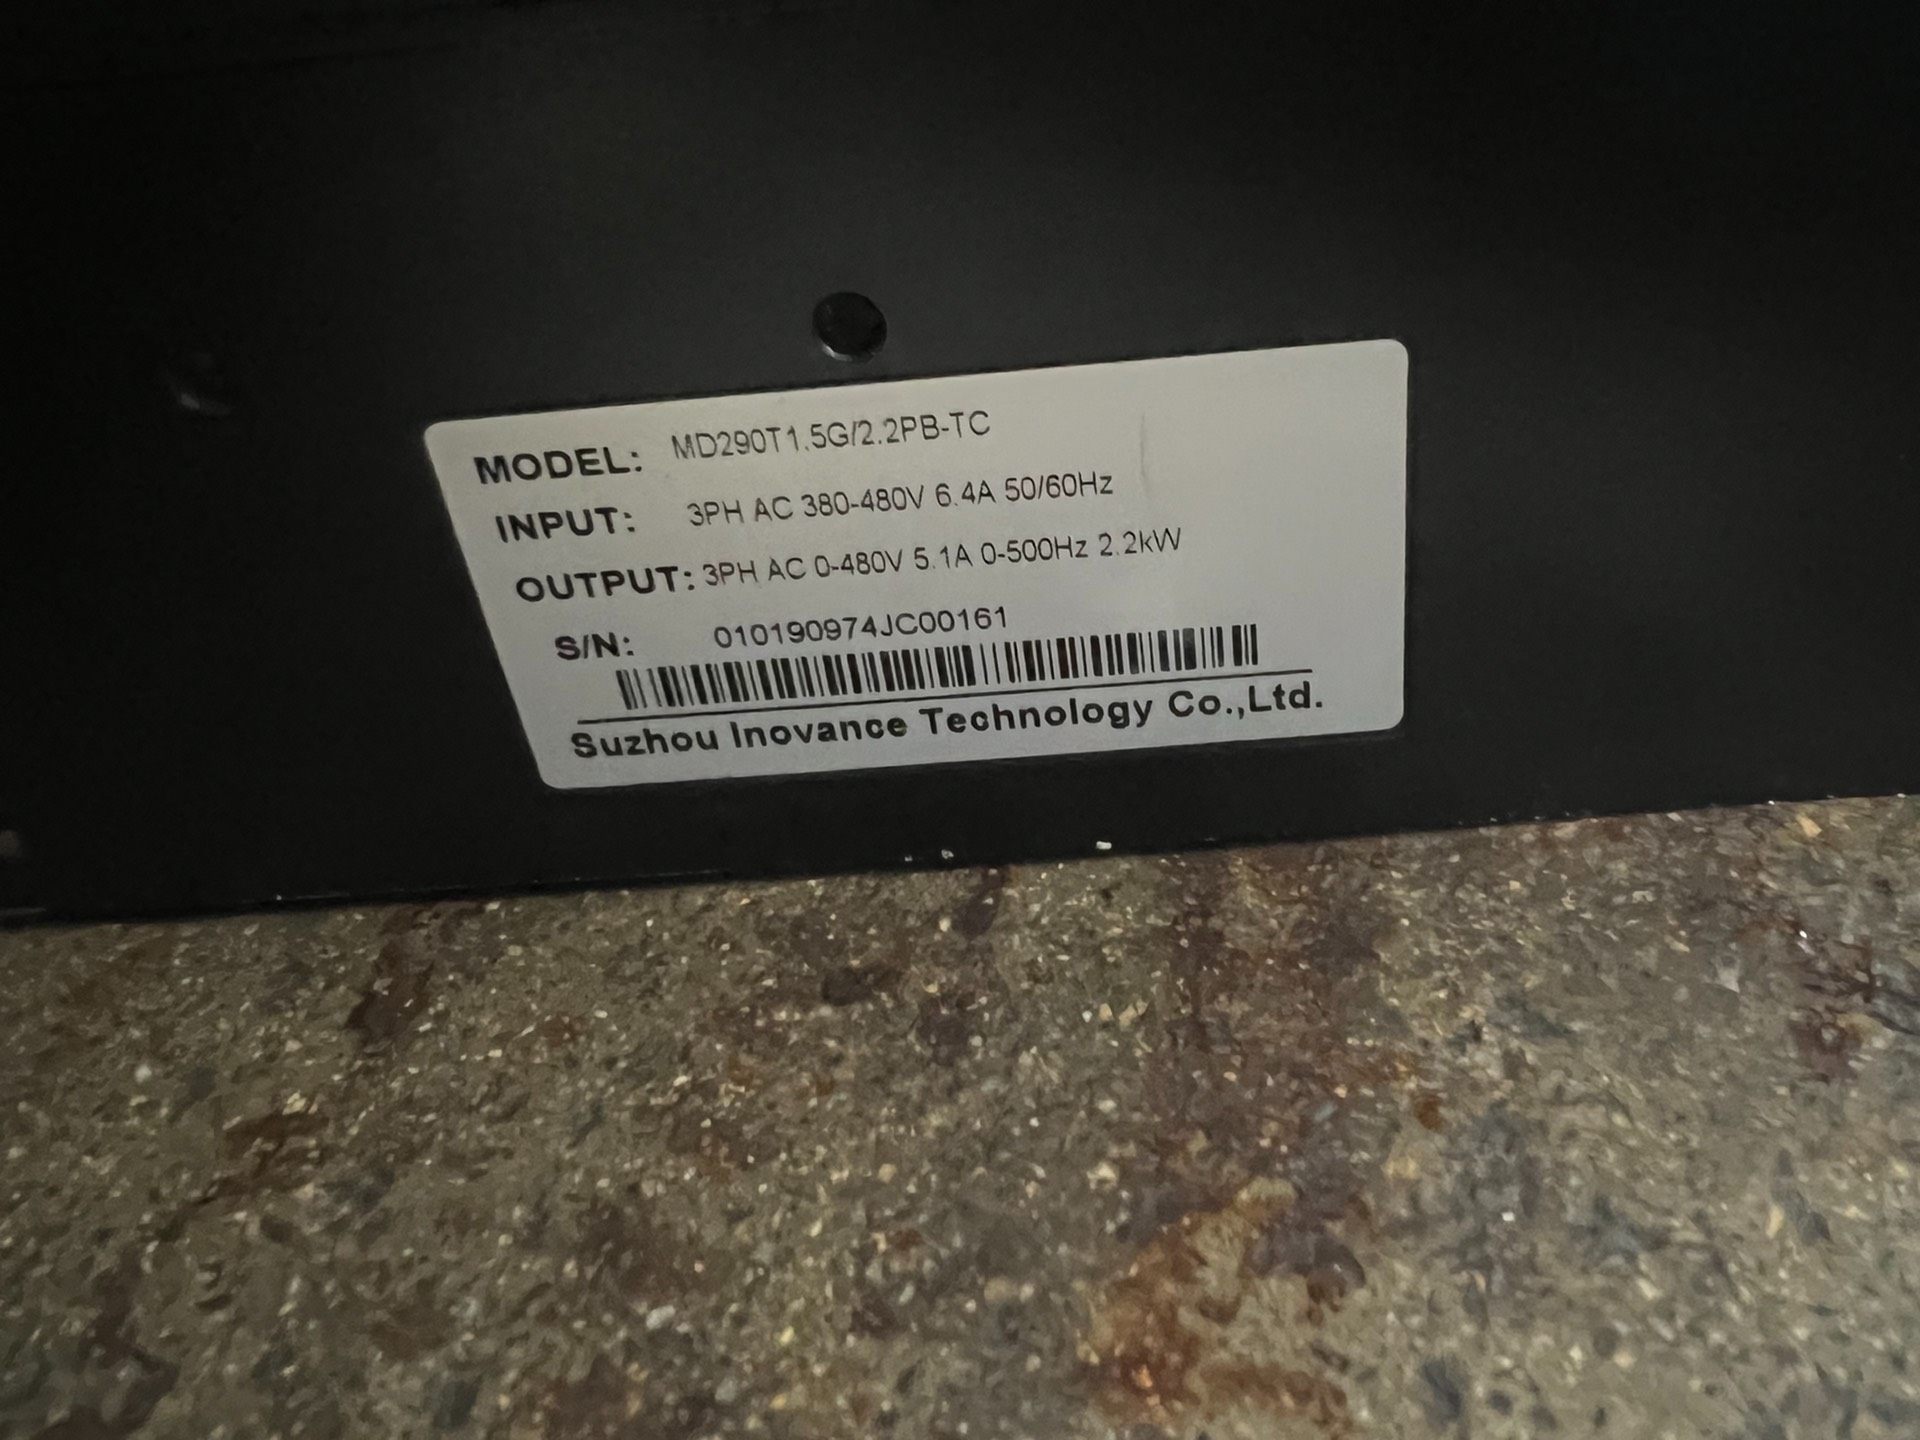 MODEL: MD290T1.5G/2.2PB-TC
INPUT: 3PH AC 380-480V 6.4A 50/60Hz
OUTPUT: 3PH AC 0-480V 5.1A 0-500Hz 2.2kW
S/N: 010190974JC00161
Suzhou Inovance Technology Co.,Ltd.